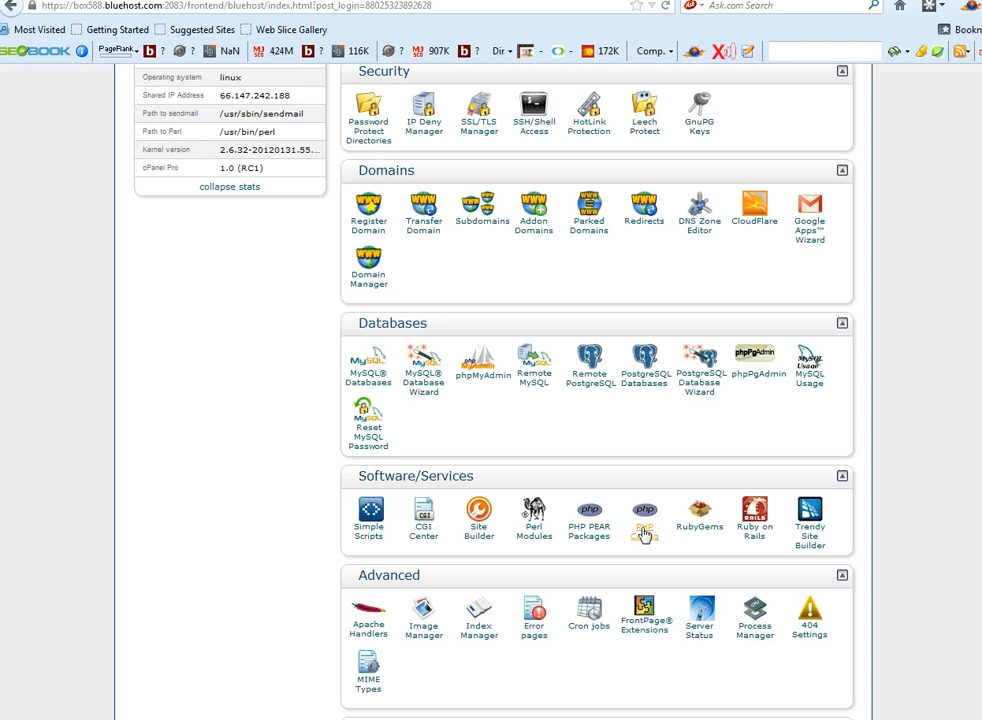 https://box588.bluehost.com:2083/frontend/bluehost/index.html?post_login=88025323892628
Ask.com Search
Most Visited Getting Started Suggested Sites Web Slice Gallery
Bookm
SEOBOOK PageRank ? ? NaN 424M ? 116K ? 907K ? Dir - - 172K Comp.
Operating system linux
Shared IP Address 66.147.242.188
Path to sendmail /usr/sbin/sendmail
Path to Perl /usr/bin/perl
Kernel version 2.6.32-20120131.55...
cPanel Pro 1.0 (RC1)
collapse stats
Security
Password Protect Directories
IP Deny Manager
SSL/TLS Manager
SSH/Shell Access
HotLink Protection
Leech Protect
GnuPG Keys
Domains
Register Domain
Transfer Domain
Subdomains
Addon Domains
Parked Domains
Redirects
DNS Zone Editor
CloudFlare
Google Apps™ Wizard
Domain Manager
Databases
MySQL® Databases
MySQL® Database Wizard
phpMyAdmin
Remote MySQL
Remote PostgreSQL
PostgreSQL Databases
PostgreSQL Database Wizard
phpPgAdmin
MySQL Usage
Reset MySQL Password
Software/Services
Simple Scripts
CGI Center
Site Builder
Perl Modules
PHP PEAR Packages
PHP Config
RubyGems
Ruby on Rails
Trendy Site Builder
Advanced
Apache Handlers
Image Manager
Index Manager
Error pages
Cron jobs
FrontPage® Extensions
Server Status
Process Manager
404 Settings
MIME Types